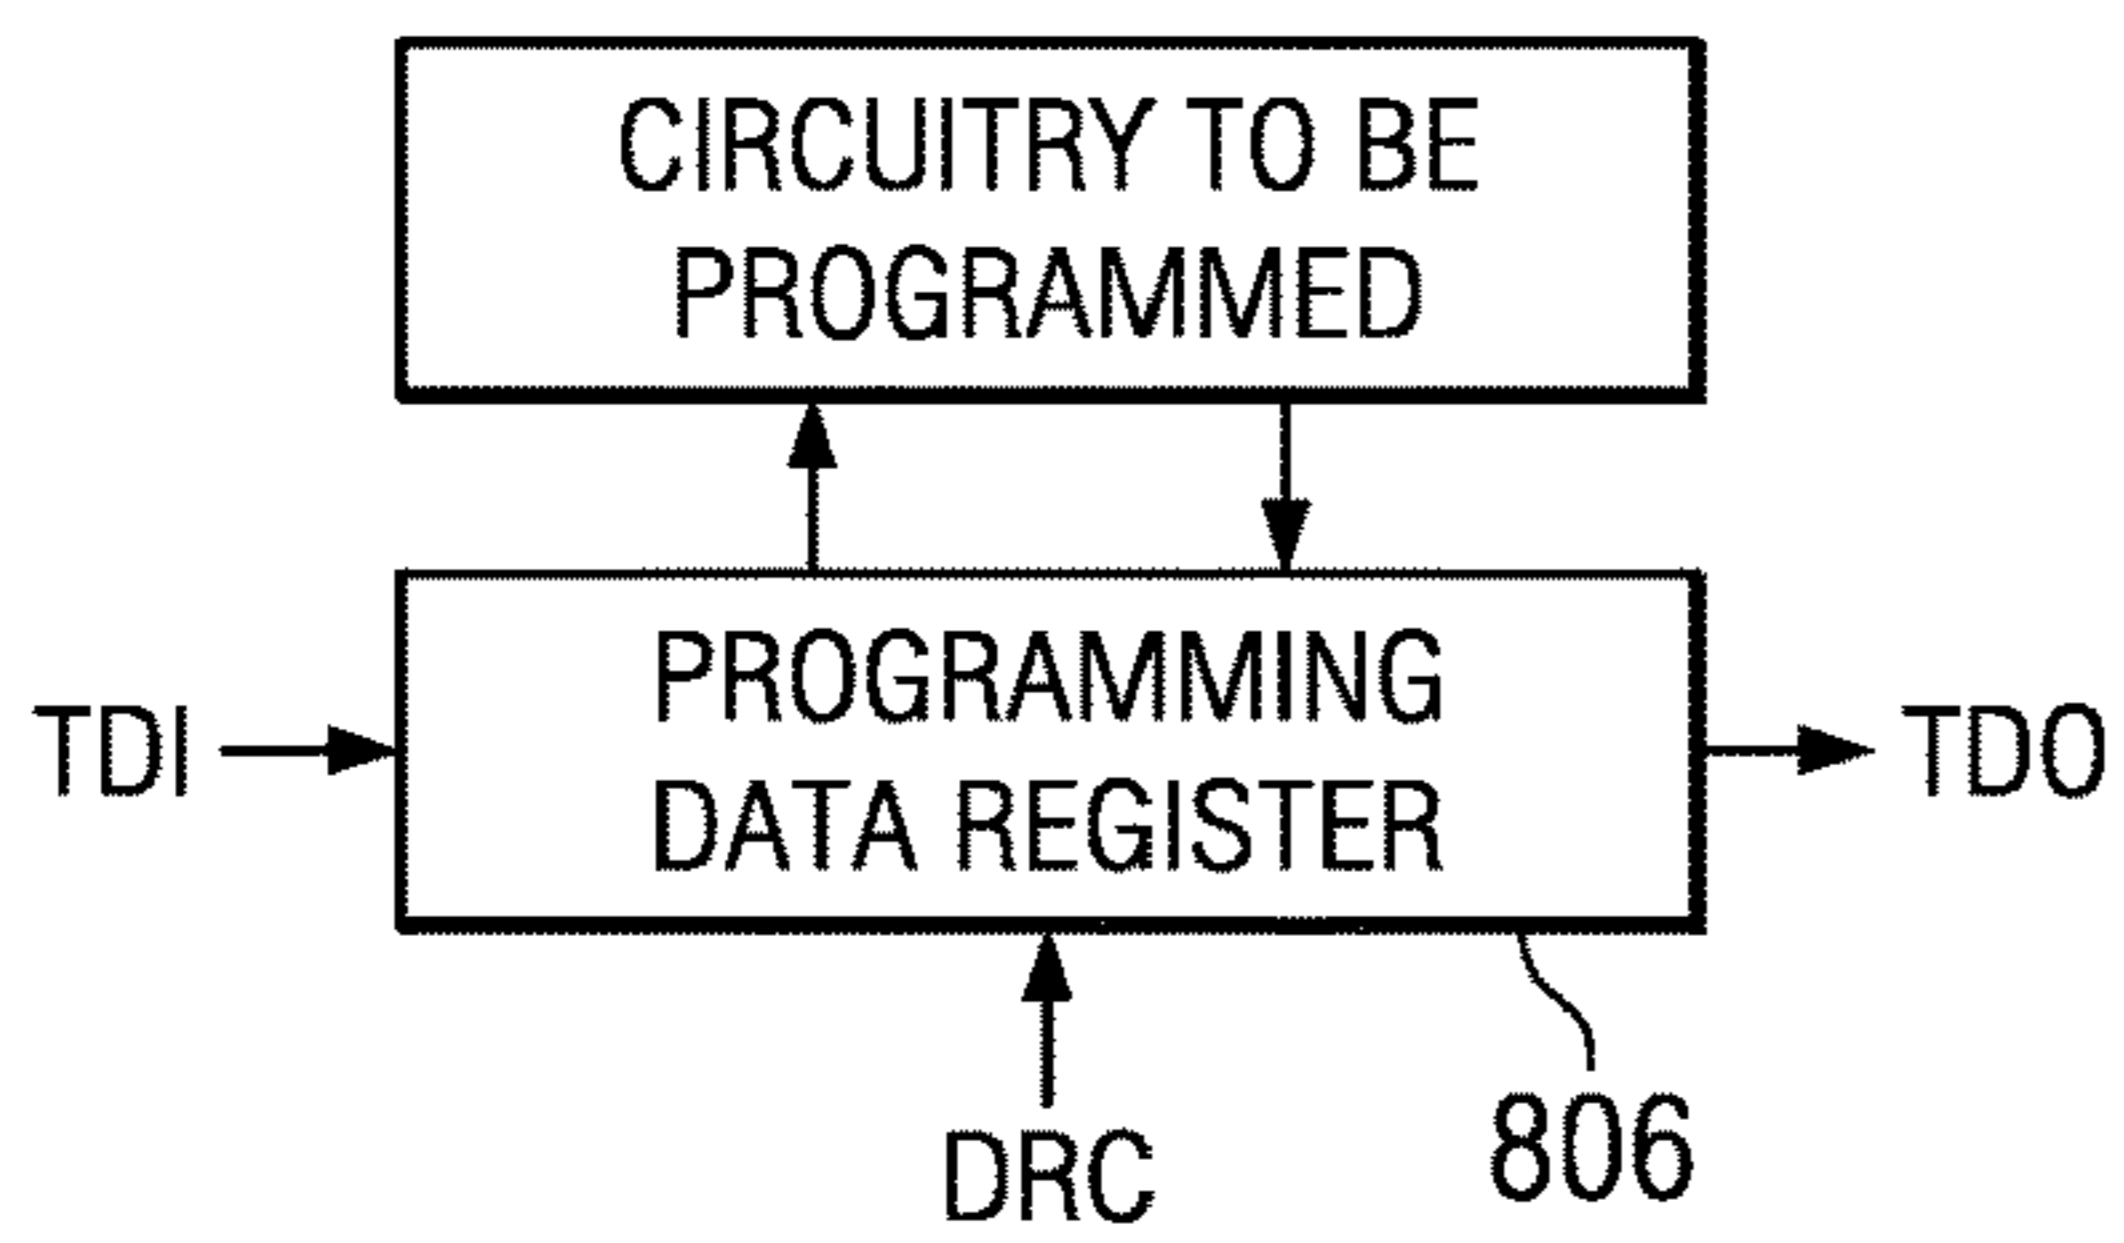 CIRCUITRY TO BE
PROGRAMMED
TDI
PROGRAMMING
DATA REGISTER
TDO
DRC
806